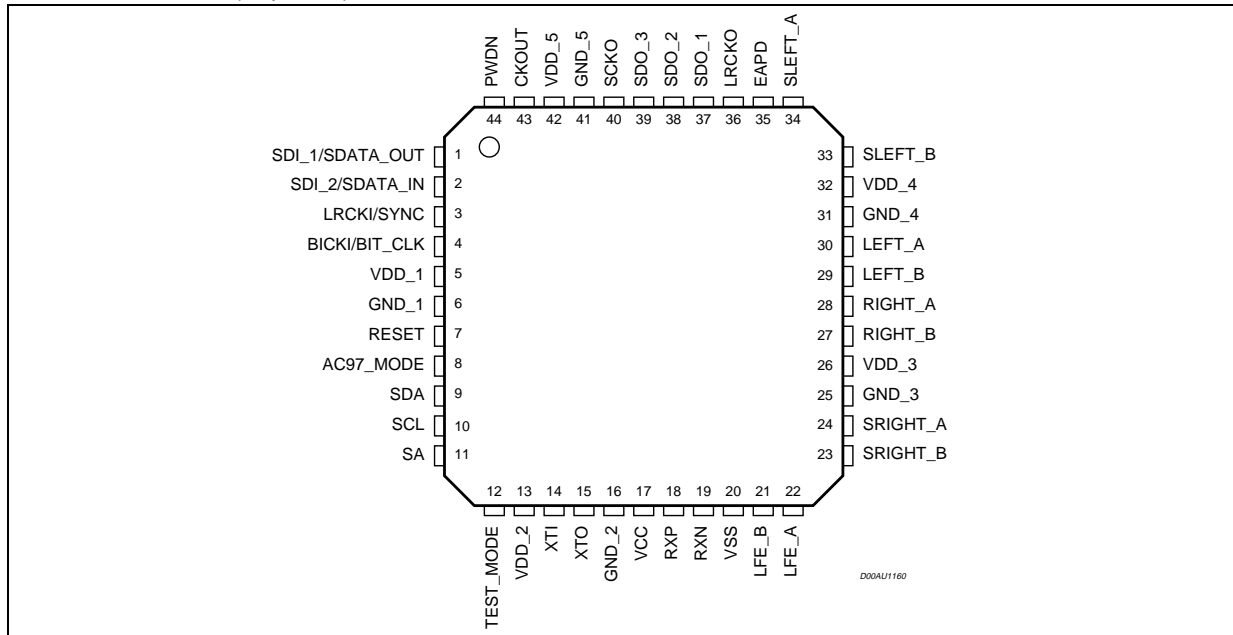 PWDN
CKOUT
VDD_5
GND_5
SCKO
SDO_3
SDO_2
SDO_1
LRCKO
EAPD
SLEFT_A
44 43 42 41 40 39 38 37 36 35 34
SDI_1/SDATA_OUT 1
SDI_2/SDATA_IN 2
LRCKI/SYNC 3
BICKI/BIT_CLK 4
VDD_1 5
GND_1 6
RESET 7
AC97_MODE 8
SDA 9
SCL 10
SA 11
33 SLEFT_B
32 VDD_4
31 GND_4
30 LEFT_A
29 LEFT_B
28 RIGHT_A
27 RIGHT_B
26 VDD_3
25 GND_3
24 SRIGHT_A
23 SRIGHT_B
12 13 14 15 16 17 18 19 20 21 22
TEST_MODE
VDD_2
XTI
XTO
GND_2
VCC
RXP
RXN
VSS
LFE_B
LFE_A
D00AU1160